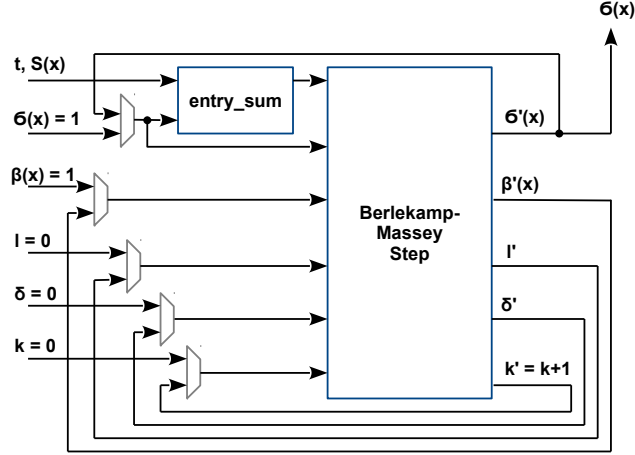 б(x)
t, S(x)
entry_sum
б(x) = 1
б'(x)
β(x) = 1
β'(x)
Berlekamp-
Massey
Step
l = 0
l'
δ = 0
δ'
k = 0
k' = k+1